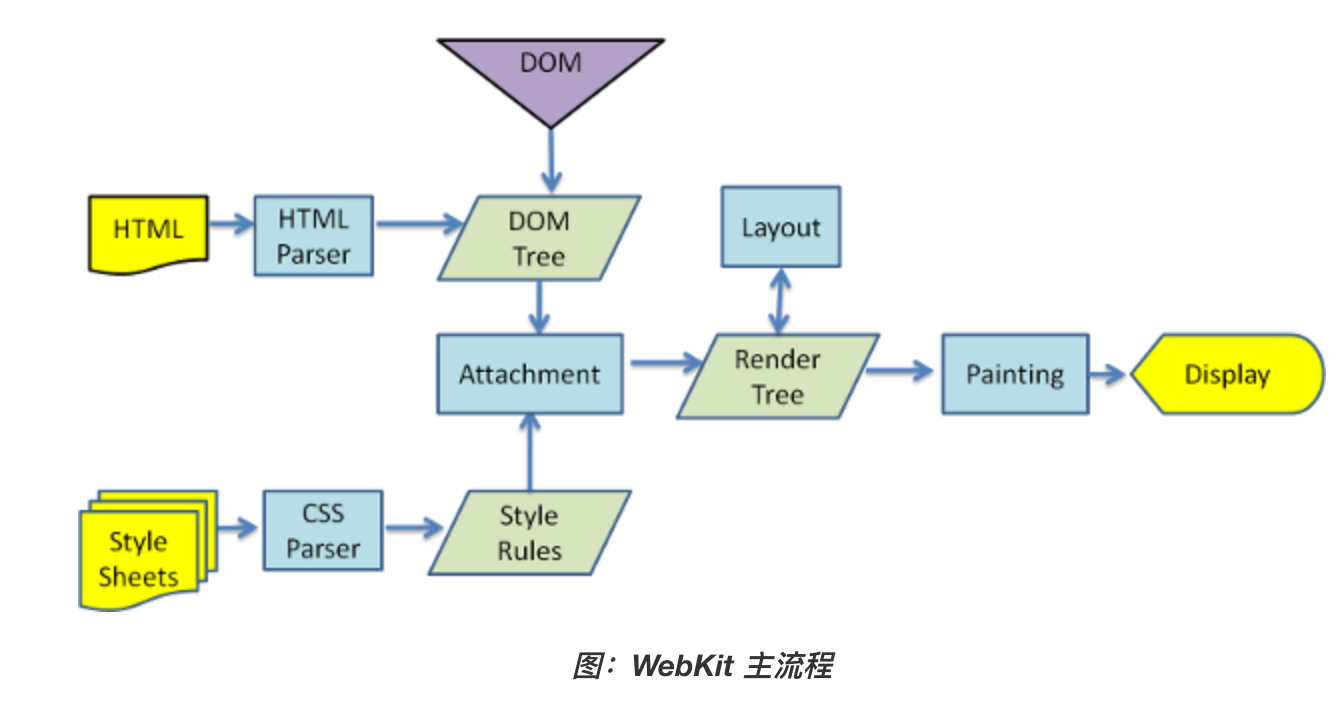 DOM
HTML
HTML
Parser
DOM
Tree
Layout
Attachment
Render
Tree
Painting
Display
Style
Sheets
CSS
Parser
Style
Rules
图：WebKit 主流程